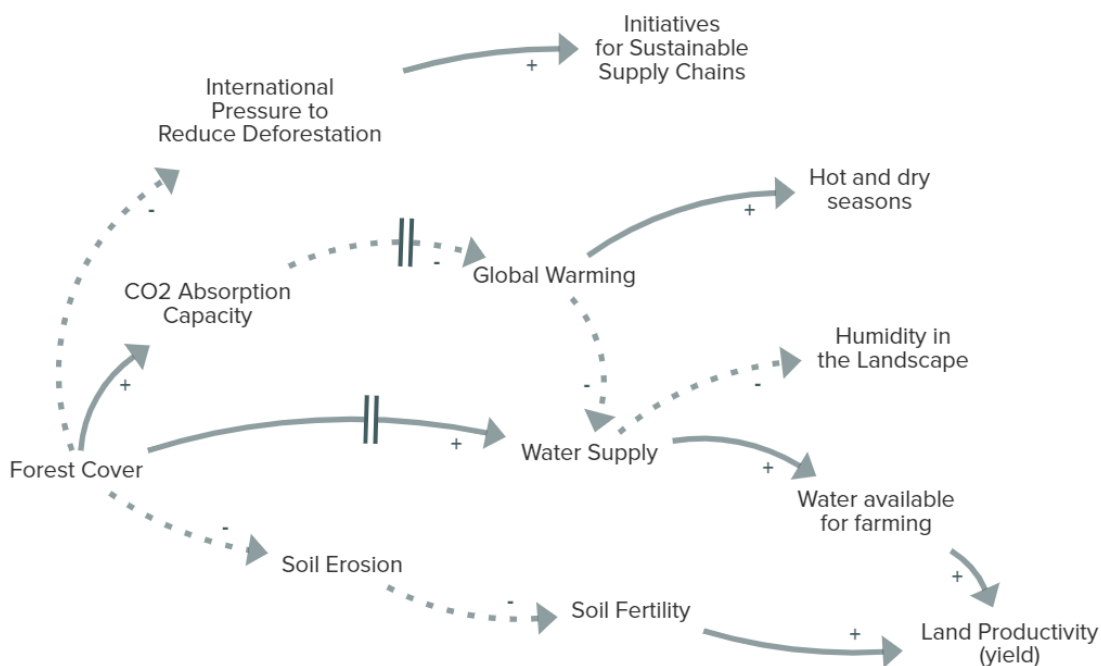 Initiatives
for Sustainable
Supply Chains
+
International
Pressure to
Reduce Deforestation
-
Hot and dry
seasons
+
-
Global Warming
CO2 Absorption
Capacity
+
-
Humidity in
the Landscape
-
+
Water Supply
Forest Cover
+
Water available
for farming
-
Soil Erosion
+
-
Soil Fertility
+
Land Productivity
(yield)